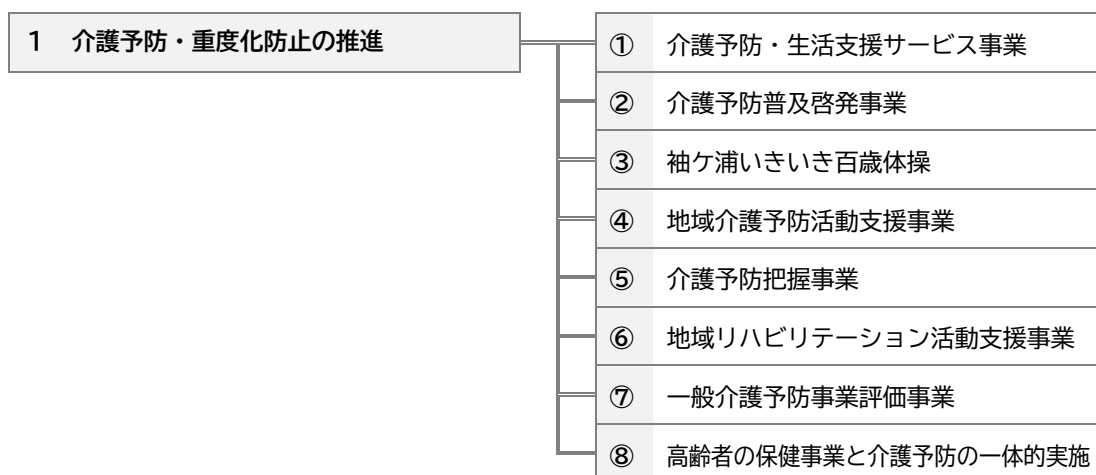 1 介護予防・重度化防止の推進
① 介護予防・生活支援サービス事業
② 介護予防普及啓発事業
③ 袖ケ浦いきいき百歳体操
④ 地域介護予防活動支援事業
⑤ 介護予防把握事業
⑥ 地域リハビリテーション活動支援事業
⑦ 一般介護予防事業評価事業
⑧ 高齢者の保健事業と介護予防の一体的実施